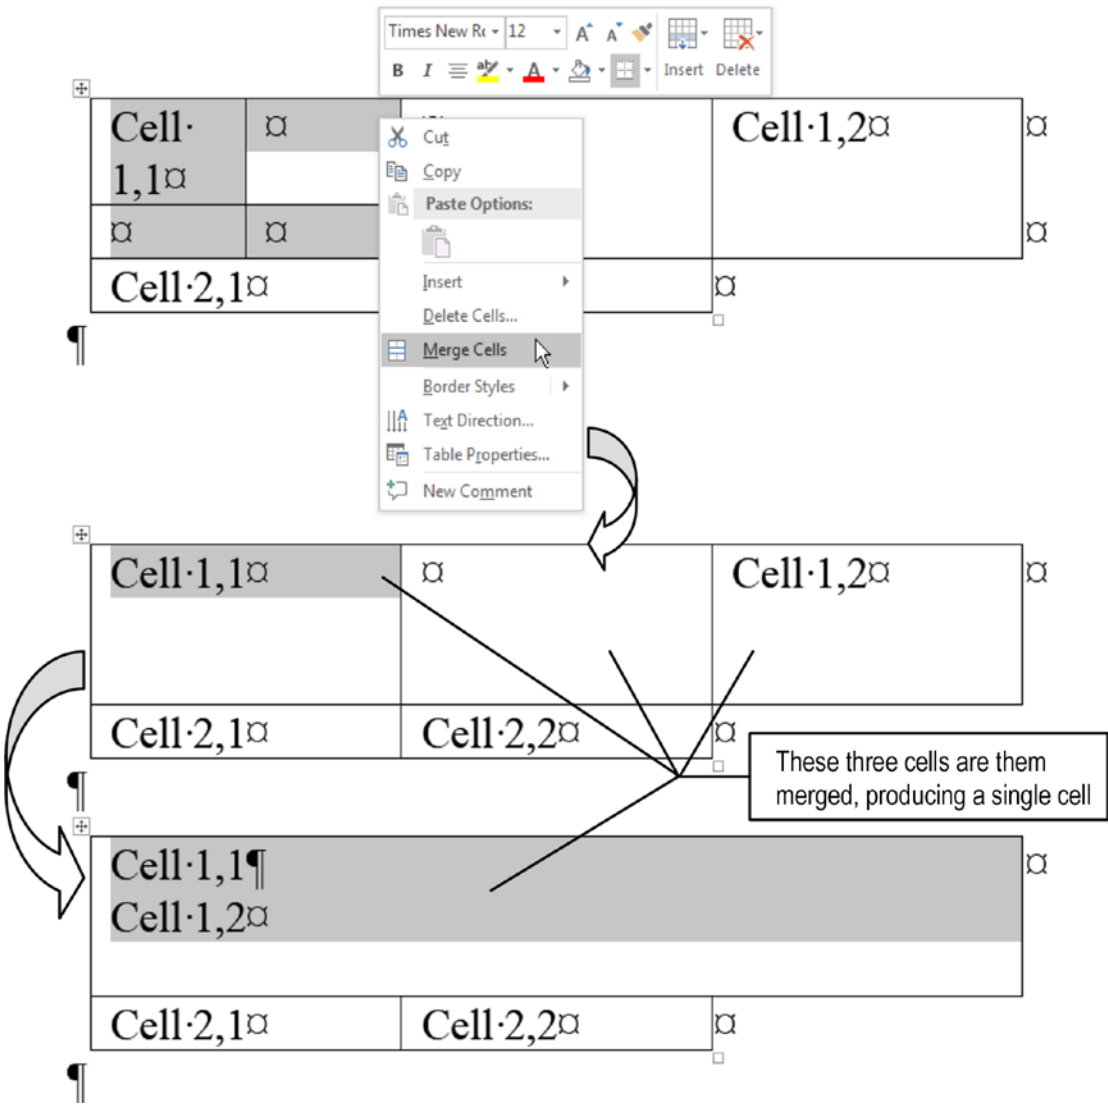 Times New Ro 12 A A
B I ab A Insert Delete
Cell· ¤ Cell·1,2¤ ¤
1,1¤
¤ ¤ ¤
Cell·2,1¤ ¤
¶
Cut
Copy
Paste Options:
Insert
Delete Cells...
Merge Cells
Border Styles
Text Direction...
Table Properties...
New Comment
Cell·1,1¤ ¤ Cell·1,2¤ ¤
Cell·2,1¤ Cell·2,2¤ ¤
¶
These three cells are them
merged, producing a single cell
Cell·1,1¶ ¤
Cell·1,2¤
Cell·2,1¤ Cell·2,2¤ ¤
¶